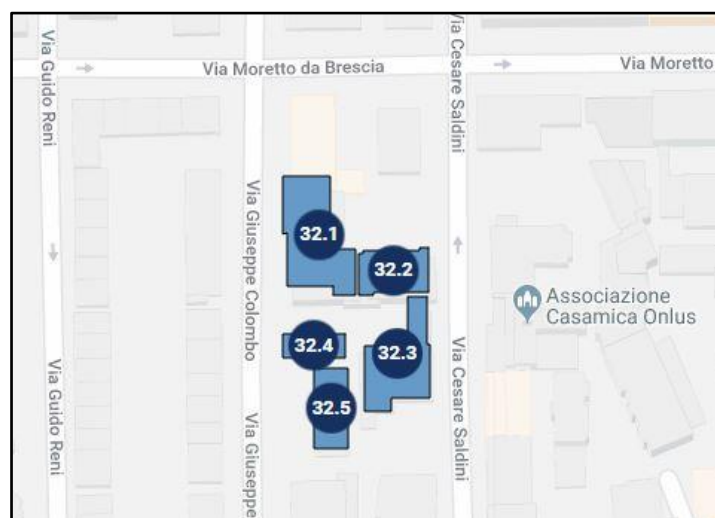 Via Guido Reni
Via Moretto da Brescia
Via Cesare Saldini
Via Moretto
Via Giuseppe Colombo
32.1
32.2
Associazione
Casamica Onlus
32.4
32.3
Via Guido Reni
Via Cesare Saldini
32.5
Via Giuseppe